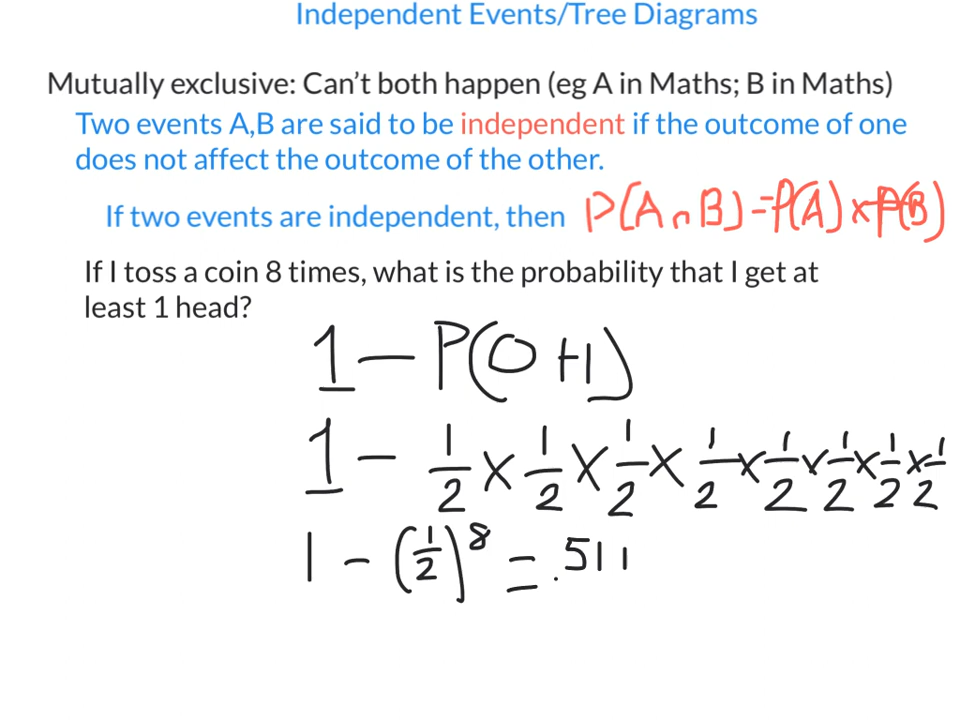 Independent Events/Tree Diagrams
Mutually exclusive: Can't both happen (eg A in Maths; B in Maths)
Two events A,B are said to be independent if the outcome of one
does not affect the outcome of the other.
If two events are independent, then P(A∩B)=P(A)×P(B)
If I toss a coin 8 times, what is the probability that I get at
least 1 head?
1 – P(0 H)
1 – 1/2 × 1/2 × 1/2 × 1/2 × 1/2 × 1/2 × 1/2 × 1/2
1 – (1/2)^8 = .511